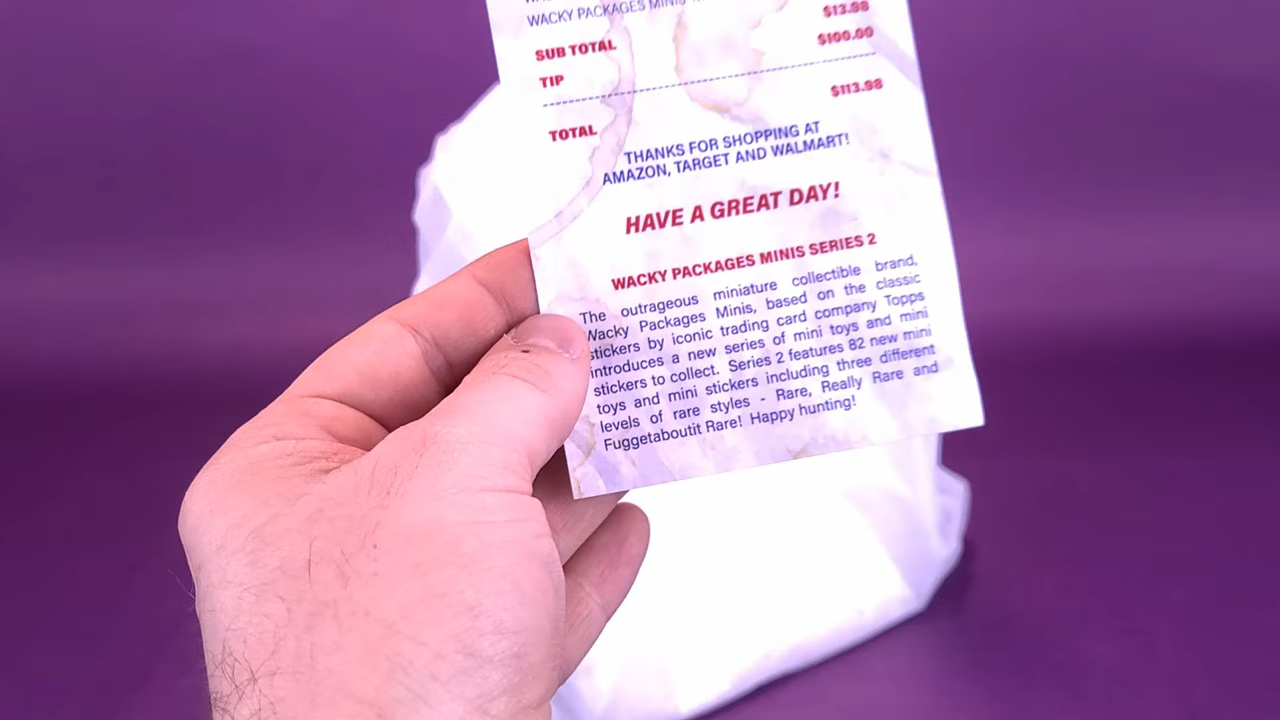 WACKY PACKAGES MINIS
$13.98
SUB TOTAL
$100.00
TIP
$113.98
TOTAL
THANKS FOR SHOPPING AT
AMAZON, TARGET AND WALMART!
HAVE A GREAT DAY!
WACKY PACKAGES MINIS SERIES 2
The outrageous miniature collectible brand,
Wacky Packages Minis, based on the classic
stickers by iconic trading card company Topps
introduces a new series of mini toys and mini
stickers to collect. Series 2 features 82 new mini
toys and mini stickers including three different
levels of rare styles - Rare, Really Rare and
Fuggetaboutit Rare! Happy hunting!